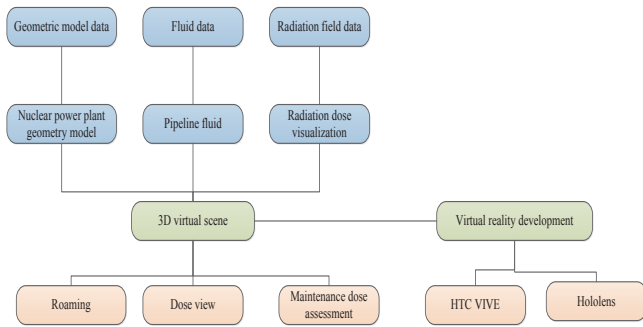 Geometric model data
Fluid data
Radiation field data
Nuclear power plant
geometry model
Pipeline fluid
Radiation dose
visualization
3D virtual scene
Virtual reality development
Roaming
Dose view
Maintenance dose
assessment
HTC VIVE
Hololens